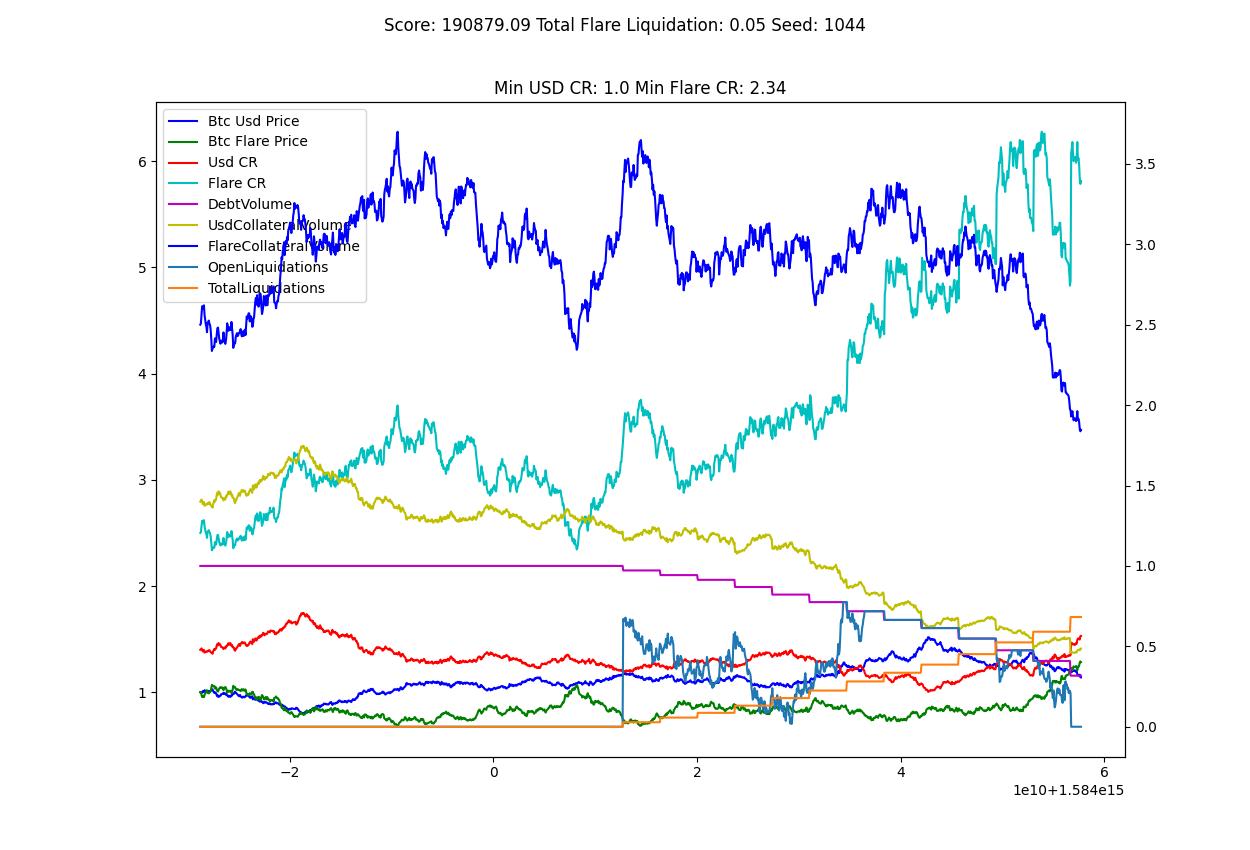 Score: 190879.09 Total Flare Liquidation: 0.05 Seed: 1044
Min USD CR: 1.0 Min Flare CR: 2.34
Btc Usd Price
Btc Flare Price
Usd CR
Flare CR
DebtVolume
UsdCollateralVolume
FlareCollateralVolume
OpenLiquidations
TotalLiquidations
6
5
4
3
2
1
3.5
3.0
2.5
2.0
1.5
1.0
0.5
0.0
−2
0
2
4
6
1e10+1.584e15